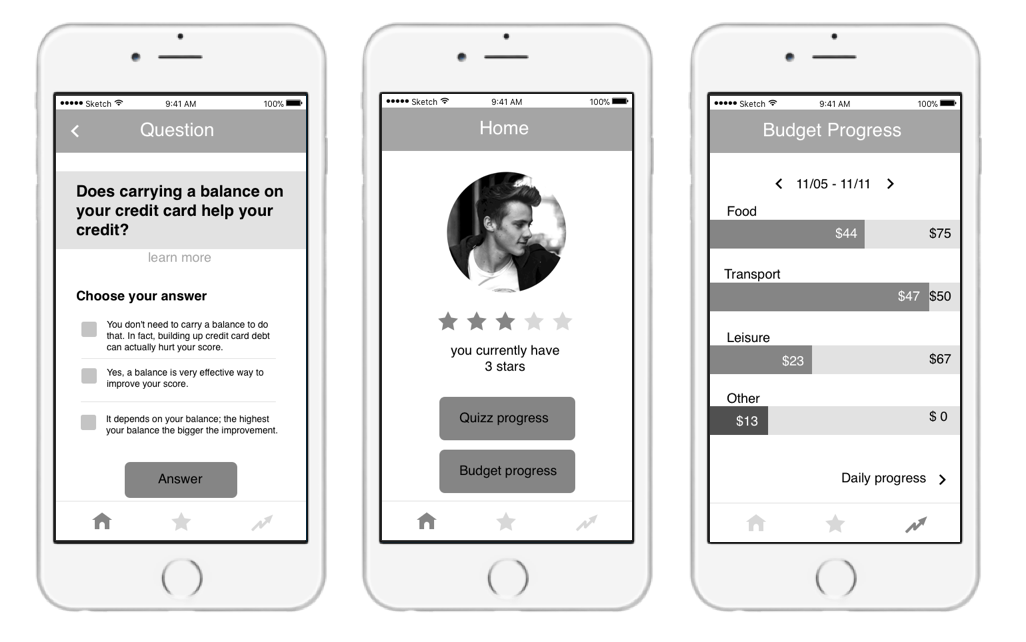 ●●●●● Sketch 9:41 AM 100%
Question
Does carrying a balance on
your credit card help your
credit?
learn more
Choose your answer
You don't need to carry a balance to do
that. In fact, building up credit card debt
can actually hurt your score.
Yes, a balance is very effective way to
improve your score.
It depends on your balance; the highest
your balance the bigger the improvement.
Answer
●●●●● Sketch 9:41 AM 100%
Home
you currently have
3 stars
Quizz progress
Budget progress
●●●●● Sketch 9:41 AM 100%
Budget Progress
11/05 - 11/11
Food
$44 $75
Transport
$47 $50
Leisure
$23 $67
Other
$13 $ 0
Daily progress